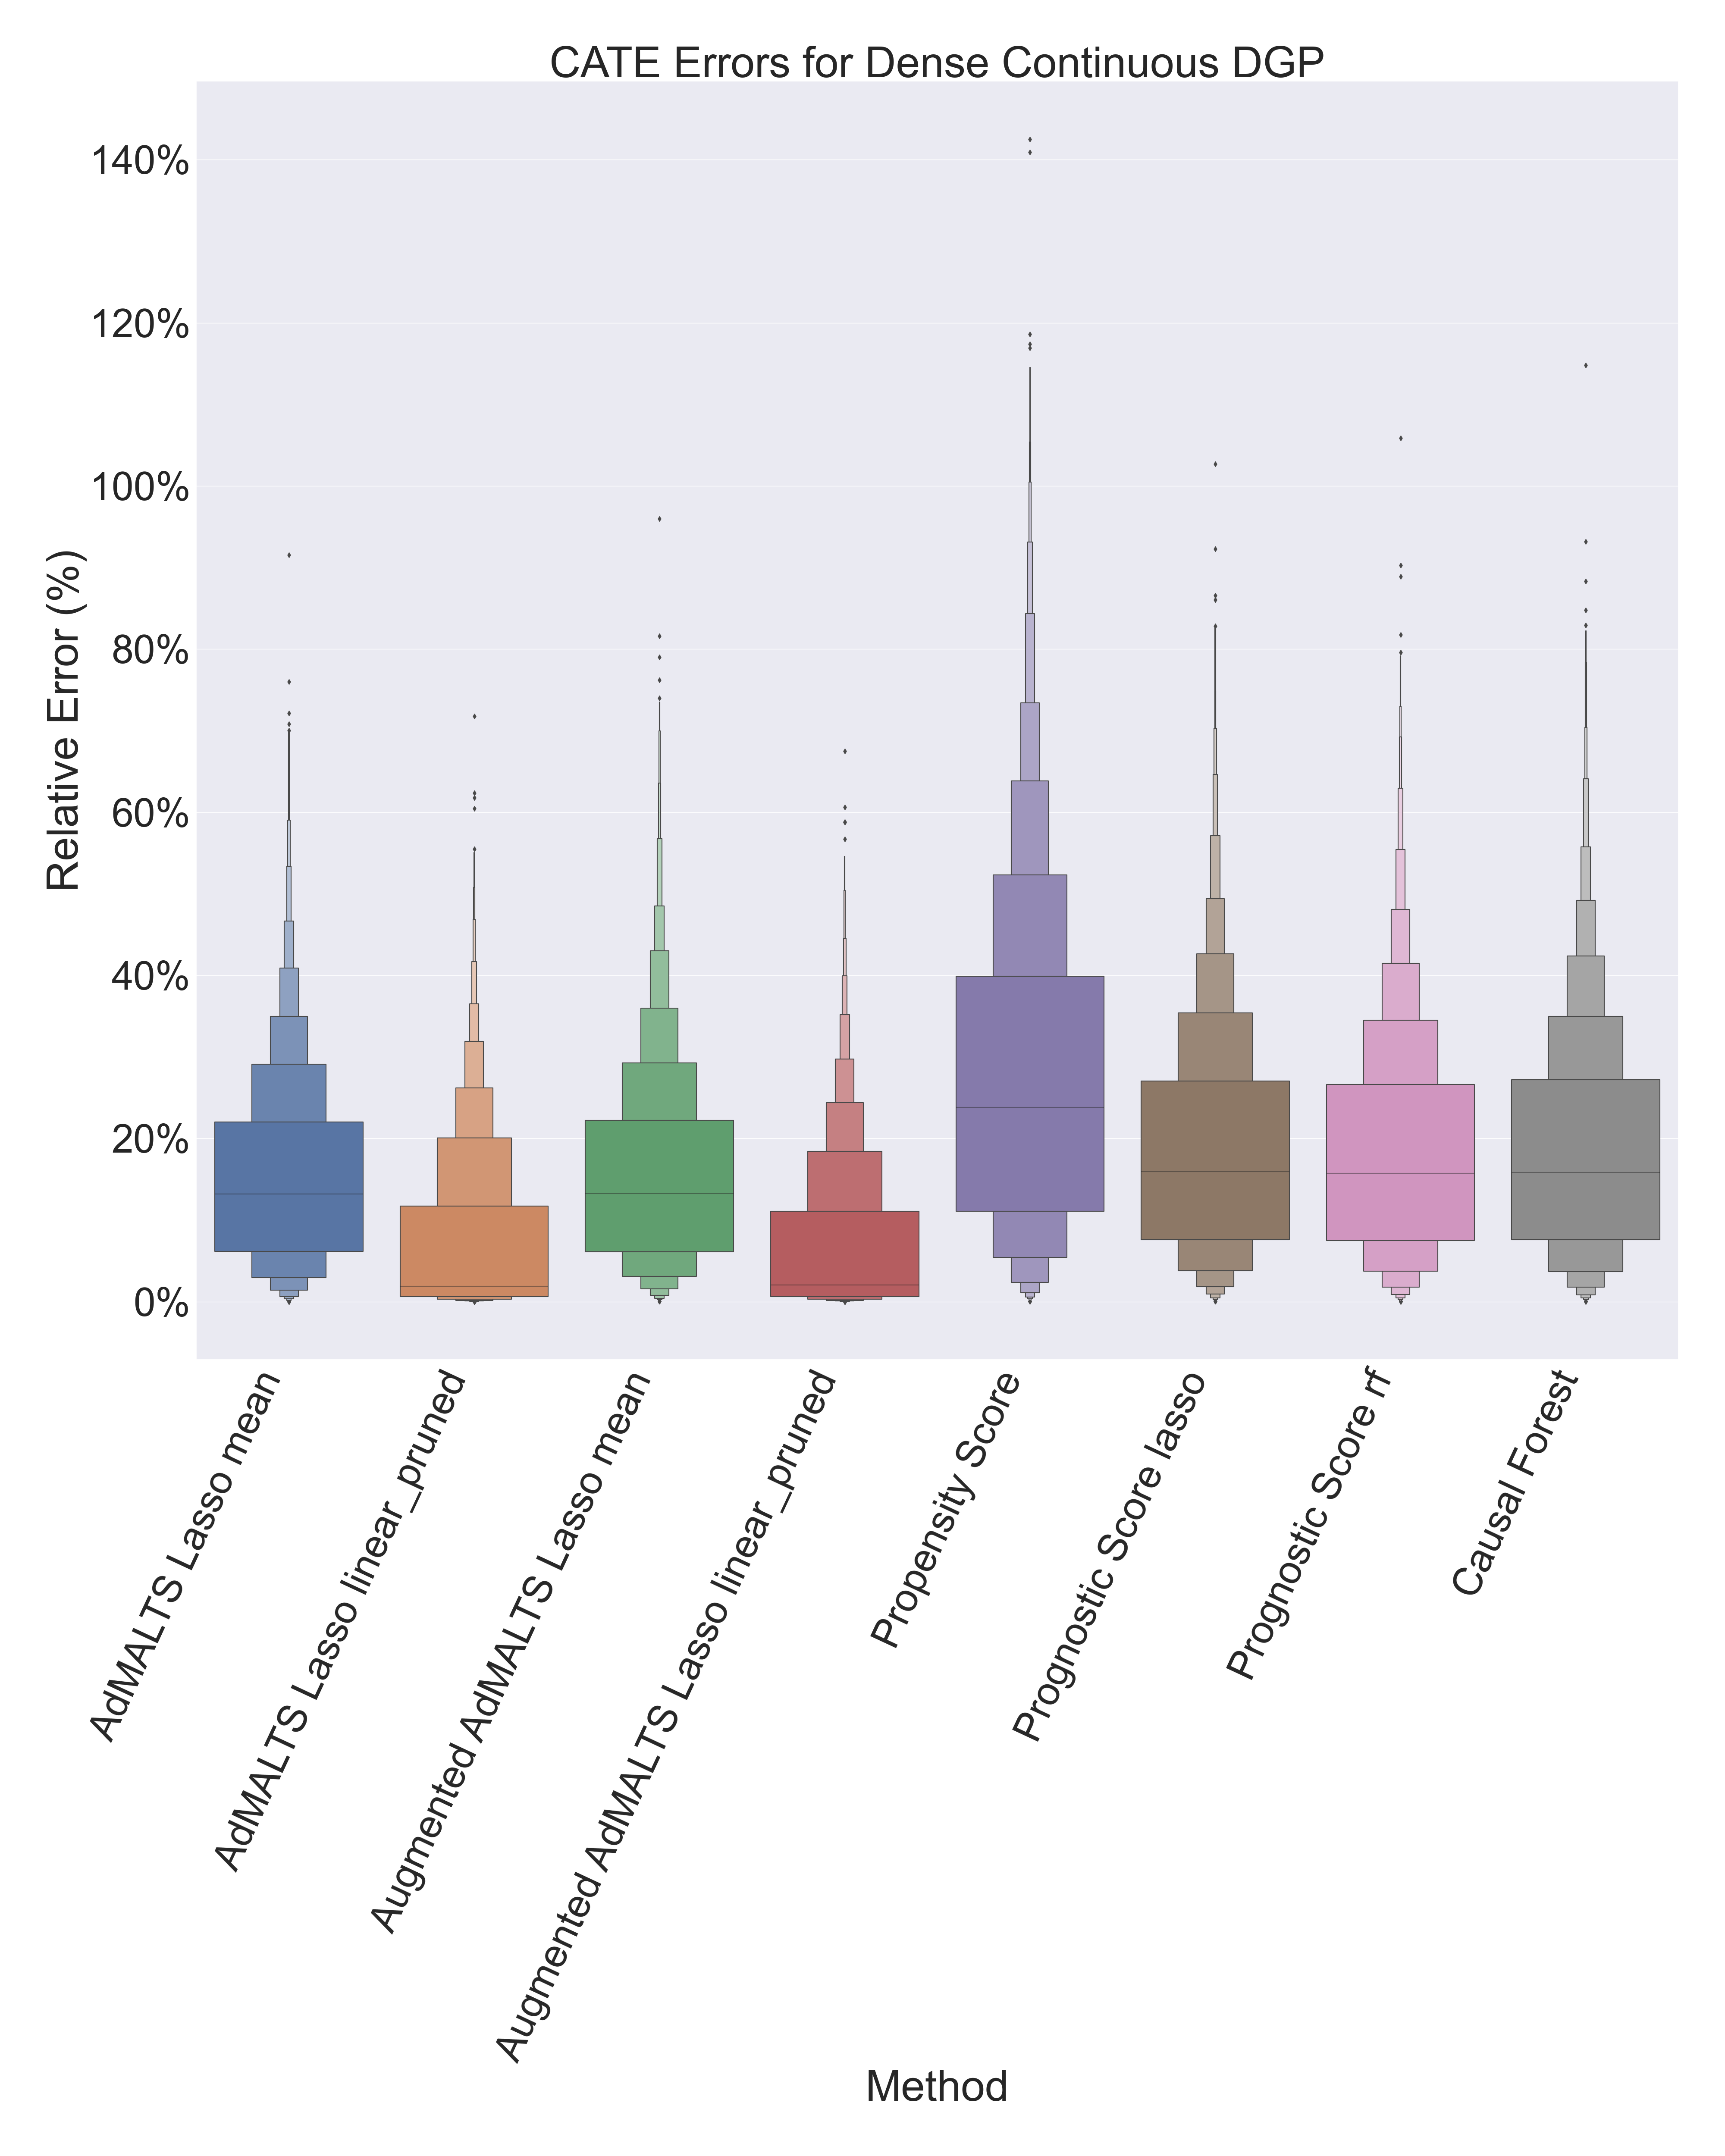 CATE Errors for Dense Continuous DGP
140%
120%
100%
80%
60%
40%
20%
0%
Relative Error (%)
AdMALTS Lasso mean
AdMALTS Lasso linear_pruned
Augmented AdMALTS Lasso mean
Augmented AdMALTS Lasso linear_pruned
Propensity Score
Prognostic Score lasso
Prognostic Score rf
Causal Forest
Method